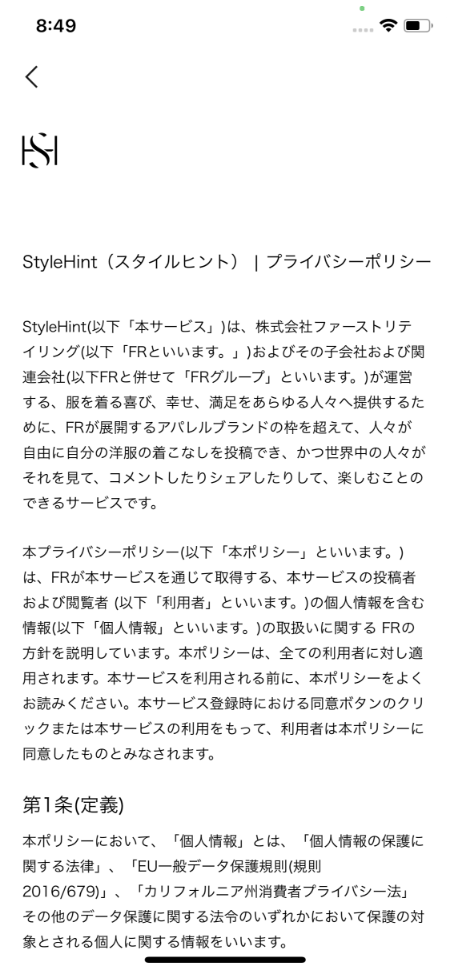 8:49
StyleHint（スタイルヒント） | プライバシーポリシー
StyleHint(以下「本サービス」)は、株式会社ファーストリテ
イリング(以下「FRといいます。」)およびその子会社および関
連会社(以下FRと併せて「FRグループ」といいます。)が運営
する、服を着る喜び、幸せ、満足をあらゆる人々へ提供するた
めに、FRが展開するアパレルブランドの枠を超えて、人々が
自由に自分の洋服の着こなしを投稿でき、かつ世界中の人々が
それを見て、コメントしたりシェアしたりして、楽しむことの
できるサービスです。
本プライバシーポリシー(以下「本ポリシー」といいます。)
は、FRが本サービスを通じて取得する、本サービスの投稿者
および閲覧者 (以下「利用者」といいます。)の個人情報を含む
情報(以下「個人情報」といいます。)の取扱いに関する FRの
方針を説明しています。本ポリシーは、全ての利用者に対し適
用されます。本サービスを利用される前に、本ポリシーをよく
お読みください。本サービス登録時における同意ボタンのクリ
ックまたは本サービスの利用をもって、利用者は本ポリシーに
同意したものとみなされます。
第1条(定義)
本ポリシーにおいて、「個人情報」とは、「個人情報の保護に
関する法律」、「EU一般データ保護規則(規則
2016/679)」、「カリフォルニア州消費者プライバシー法」
その他のデータ保護に関する法令のいずれかにおいて保護の対
象とされる個人に関する情報をいいます。